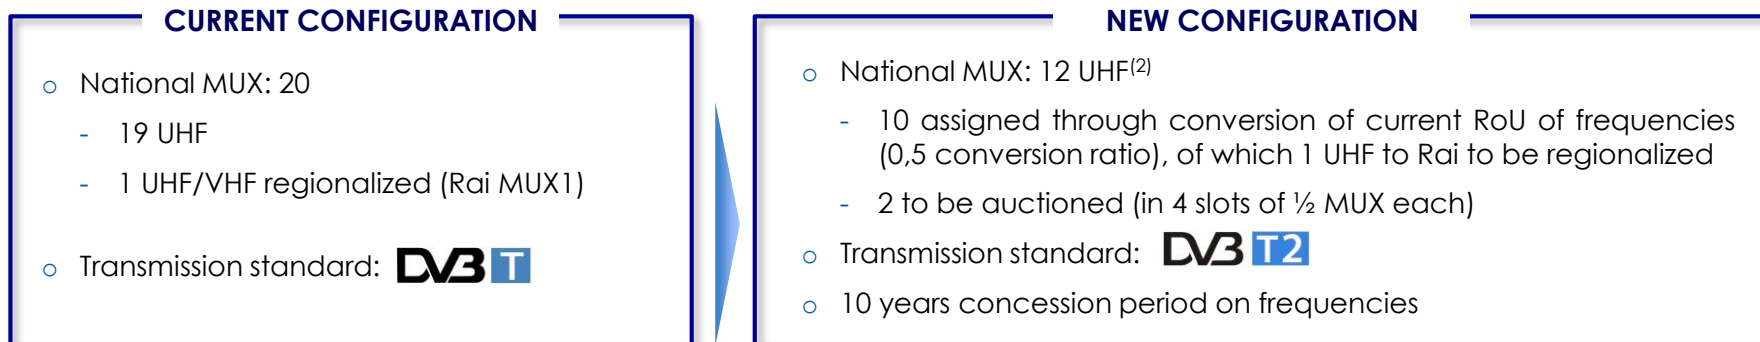 CURRENT CONFIGURATION
o National MUX: 20
- 19 UHF
- 1 UHF/VHF regionalized (Rai MUX1)
o Transmission standard: DVB T
NEW CONFIGURATION
o National MUX: 12 UHF(2)
- 10 assigned through conversion of current RoU of frequencies
(0,5 conversion ratio), of which 1 UHF to Rai to be regionalized
- 2 to be auctioned (in 4 slots of ½ MUX each)
o Transmission standard: DVB T2
o 10 years concession period on frequencies